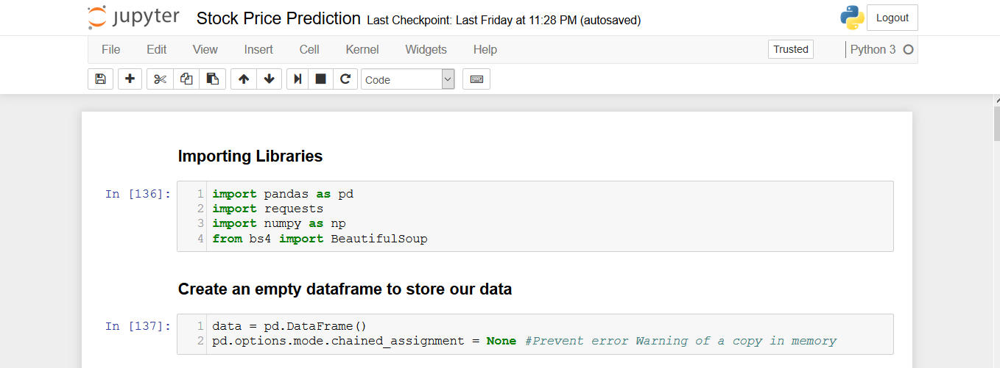 jupyter Stock Price Prediction Last Checkpoint: Last Friday at 11:28 PM (autosaved) Logout
File Edit View Insert Cell Kernel Widgets Help Trusted Python 3
Code
Importing Libraries
In [136]: 1 import pandas as pd
2 import requests
3 import numpy as np
4 from bs4 import BeautifulSoup
Create an empty dataframe to store our data
In [137]: 1 data = pd.DataFrame()
2 pd.options.mode.chained_assignment = None #Prevent error Warning of a copy in memory